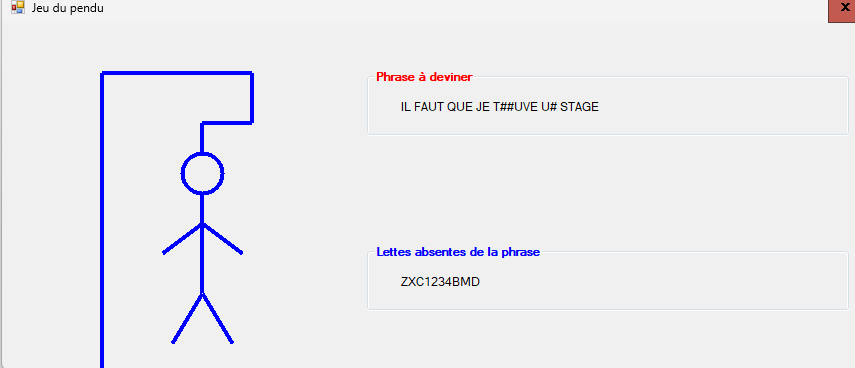 Jeu du pendu
Phrase à deviner
IL FAUT QUE JE T##UVE U# STAGE
Lettes absentes de la phrase
ZXC1234BMD